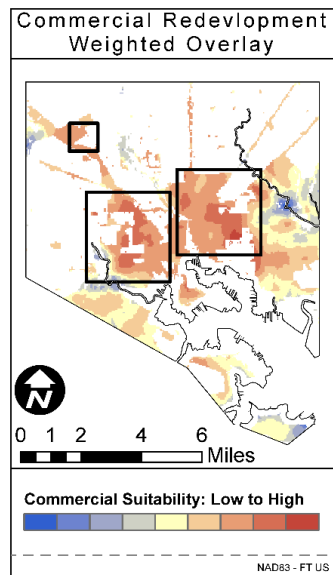 Commercial Redevlopment
Weighted Overlay
N
0 1 2 4 6
Miles
Commercial Suitability: Low to High
NAD83 - FT US